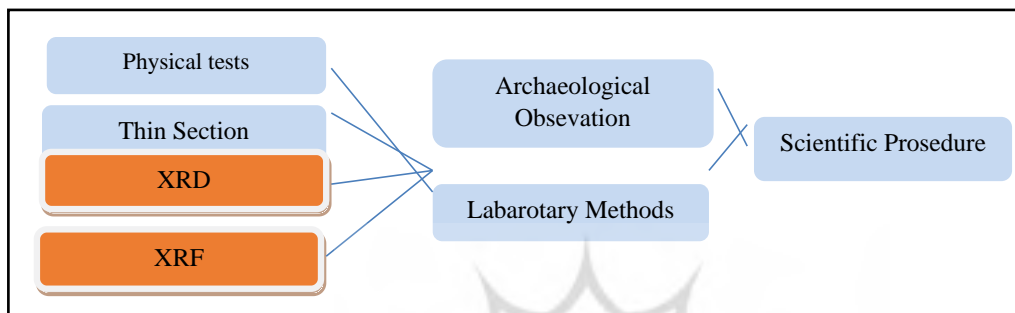 Physical tests
Thin Section
XRD
XRF
Archaeological
Obsevation
Labarotary Methods
Scientific Prosedure